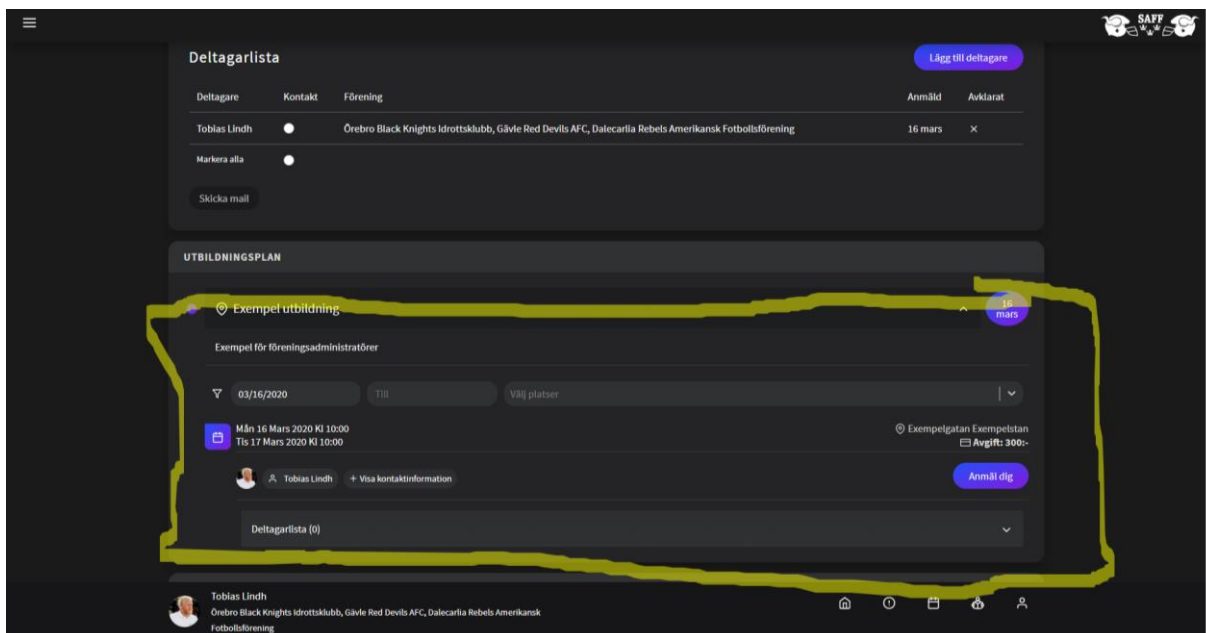 SAFF
Deltagarlista
Lägg till deltagare
Deltagare Kontakt Förening Anmäld Avklarat
Tobias Lindh Örebro Black Knights Idrottsklubb, Gävle Red Devils AFC, Dalecarlia Rebels Amerikansk Fotbollsförening 16 mars ×
Markera alla
Skicka mail
UTBILDNINGSPLAN
Exempel utbildning
16
mars
Exempel för föreningsadministratörer
03/16/2020 Till Välj platser
Mån 16 Mars 2020 Kl 10:00
Tis 17 Mars 2020 Kl 10:00
Exempelgatan Exempelstan
Avgift: 300:-
Tobias Lindh + Visa kontaktinformation Anmäl dig
Deltagarlista (0)
Tobias Lindh
Örebro Black Knights Idrottsklubb, Gävle Red Devils AFC, Dalecarlia Rebels Amerikansk
Fotbollsförening